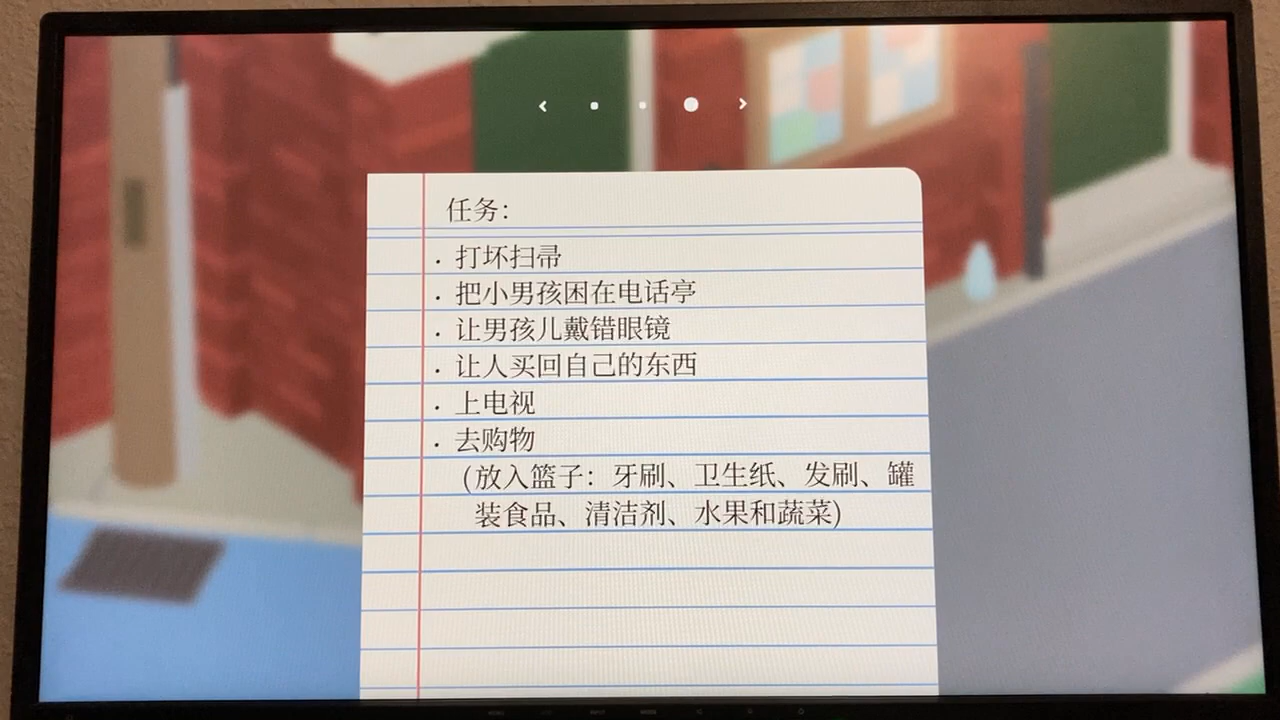 任务：
· 打坏扫帚
· 把小男孩困在电话亭
· 让男孩儿戴错眼镜
· 让人买回自己的东西
· 上电视
· 去购物
(放入篮子：牙刷、卫生纸、发刷、罐
装食品、清洁剂、水果和蔬菜)